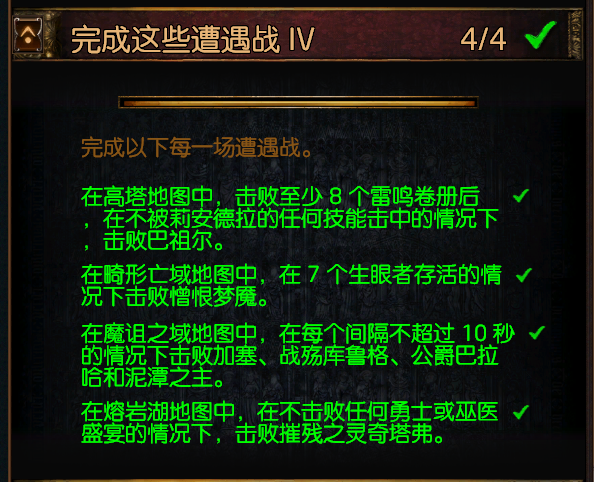 完成这些遭遇战 IV 4/4
完成以下每一场遭遇战。
在高塔地图中，击败至少 8 个雷鸣卷册后
，在不被莉安德拉的任何技能击中的情况下
，击败巴祖尔。
在畸形亡域地图中，在 7 个生眼者存活的情
况下击败憎恨梦魔。
在魔诅之域地图中，在每个间隔不超过 10 秒
的情况下击败加塞、战殇库鲁格、公爵巴拉
哈和泥潭之主。
在熔岩湖地图中，在不击败任何勇士或巫医
盛宴的情况下，击败摧残之灵奇塔弗。